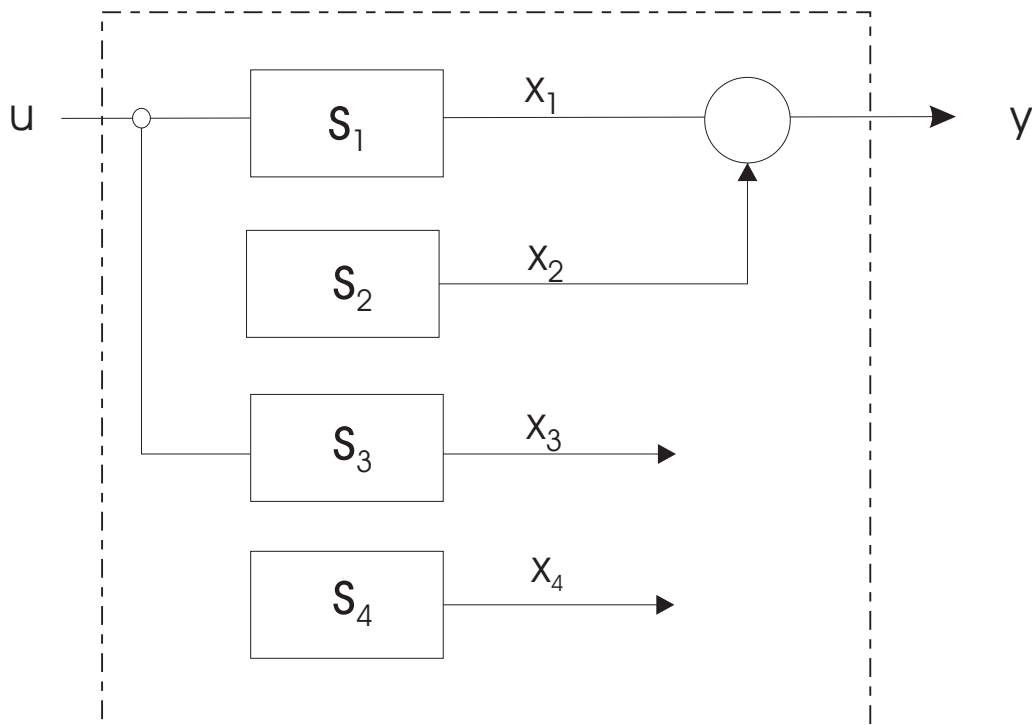 u S₁ x₁ y
S₂ x₂
S₃ x₃
S₄ x₄